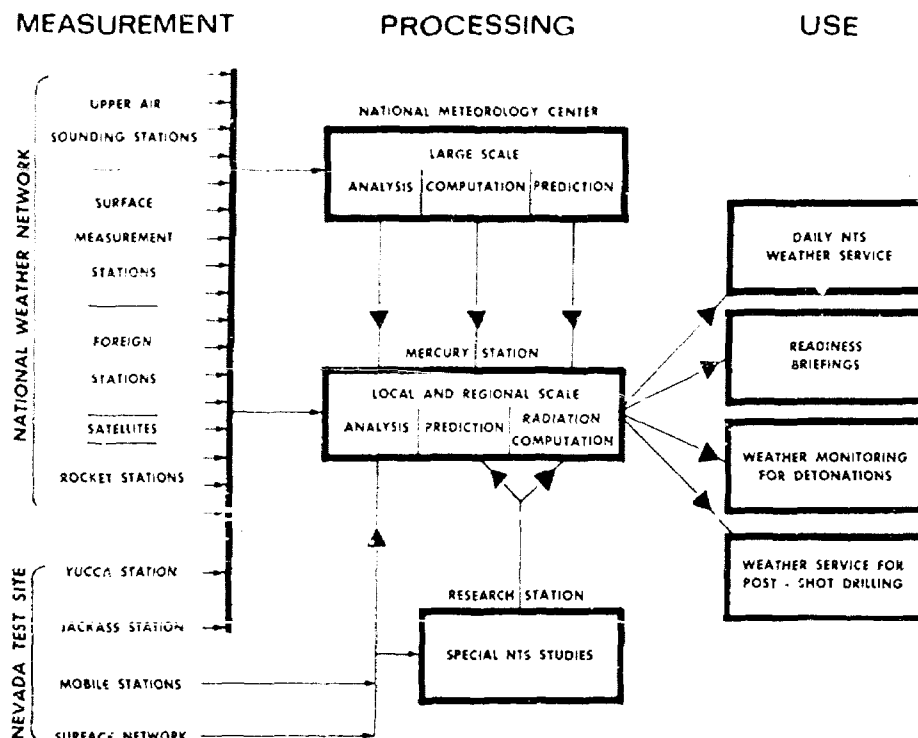 MEASUREMENT
PROCESSING
USE
NATIONAL WEATHER NETWORK
UPPER AIR
SOUNDING STATIONS
SURFACE
MEASUREMENT
STATIONS
FOREIGN
STATIONS
SATELLITES
ROCKET STATIONS
NEVADA TEST SITE
YUCCA STATION
JACKASS STATION
MOBILE STATIONS
SURFACE NETWORK
NATIONAL METEOROLOGY CENTER
LARGE SCALE
ANALYSIS COMPUTATION PREDICTION
MERCURY STATION
LOCAL AND REGIONAL SCALE
ANALYSIS PREDICTION RADIATION
COMPUTATION
RESEARCH STATION
SPECIAL NTS STUDIES
DAILY NTS
WEATHER SERVICE
READINESS
BRIEFINGS
WEATHER MONITORING
FOR DETONATIONS
WEATHER SERVICE FOR
POST - SHOT DRILLING